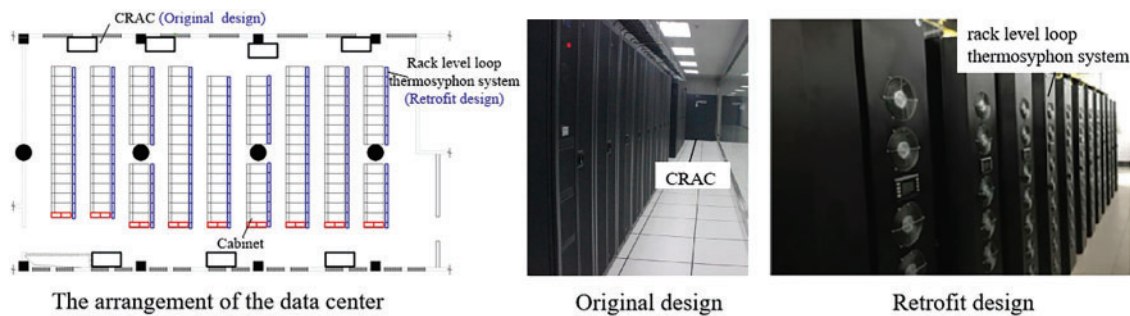 CRAC (Original design)
Rack level loop
thermosyphon system
(Retrofit design)
Cabinet
The arrangement of the data center
CRAC
Original design
rack level loop
thermosyphon system
Retrofit design